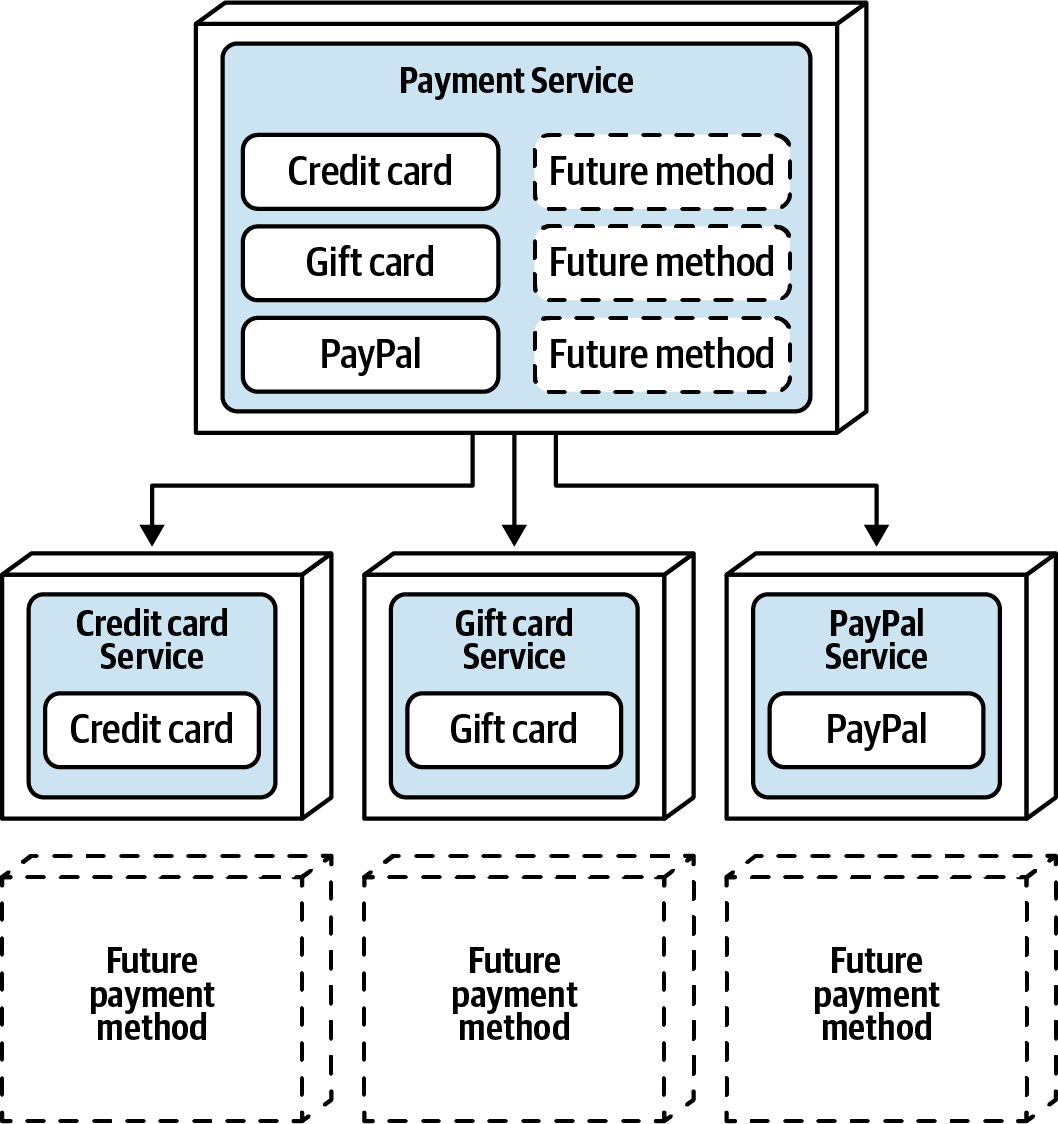 Payment Service
Credit card
Future method
Gift card
Future method
PayPal
Future method
Credit card
Service
Credit card
Gift card
Service
Gift card
PayPal
Service
PayPal
Future
payment
method
Future
payment
method
Future
payment
method